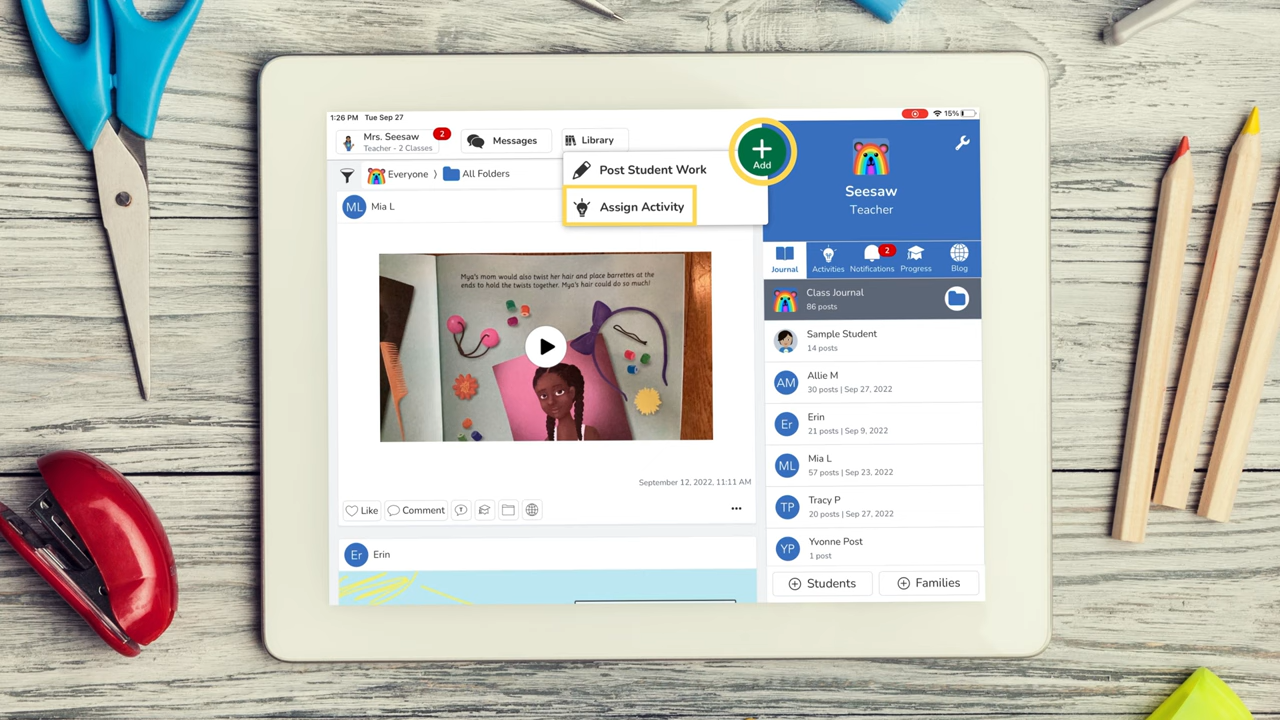 1:26 PM Tue Sep 27
15%
Mrs. Seesaw
Teacher - 2 Classes
2
Messages
Library
+
Add
Everyone
All Folders
Post Student Work
Assign Activity
ML
Mia L
Mya's mom would also twist her hair and place barrettes at the
ends to hold the twists together. Mya's hair could do so much!
September 12, 2022, 11:11 AM
Like
Comment
Er
Erin
Seesaw
Teacher
Journal
Activities
2
Notifications
Progress
Blog
Class Journal
86 posts
Sample Student
14 posts
AM
Allie M
30 posts | Sep 27, 2022
Er
Erin
21 posts | Sep 9, 2022
ML
Mia L
57 posts | Sep 23, 2022
TP
Tracy P
20 posts | Sep 27, 2022
YP
Yvonne Post
1 post
Students
Families